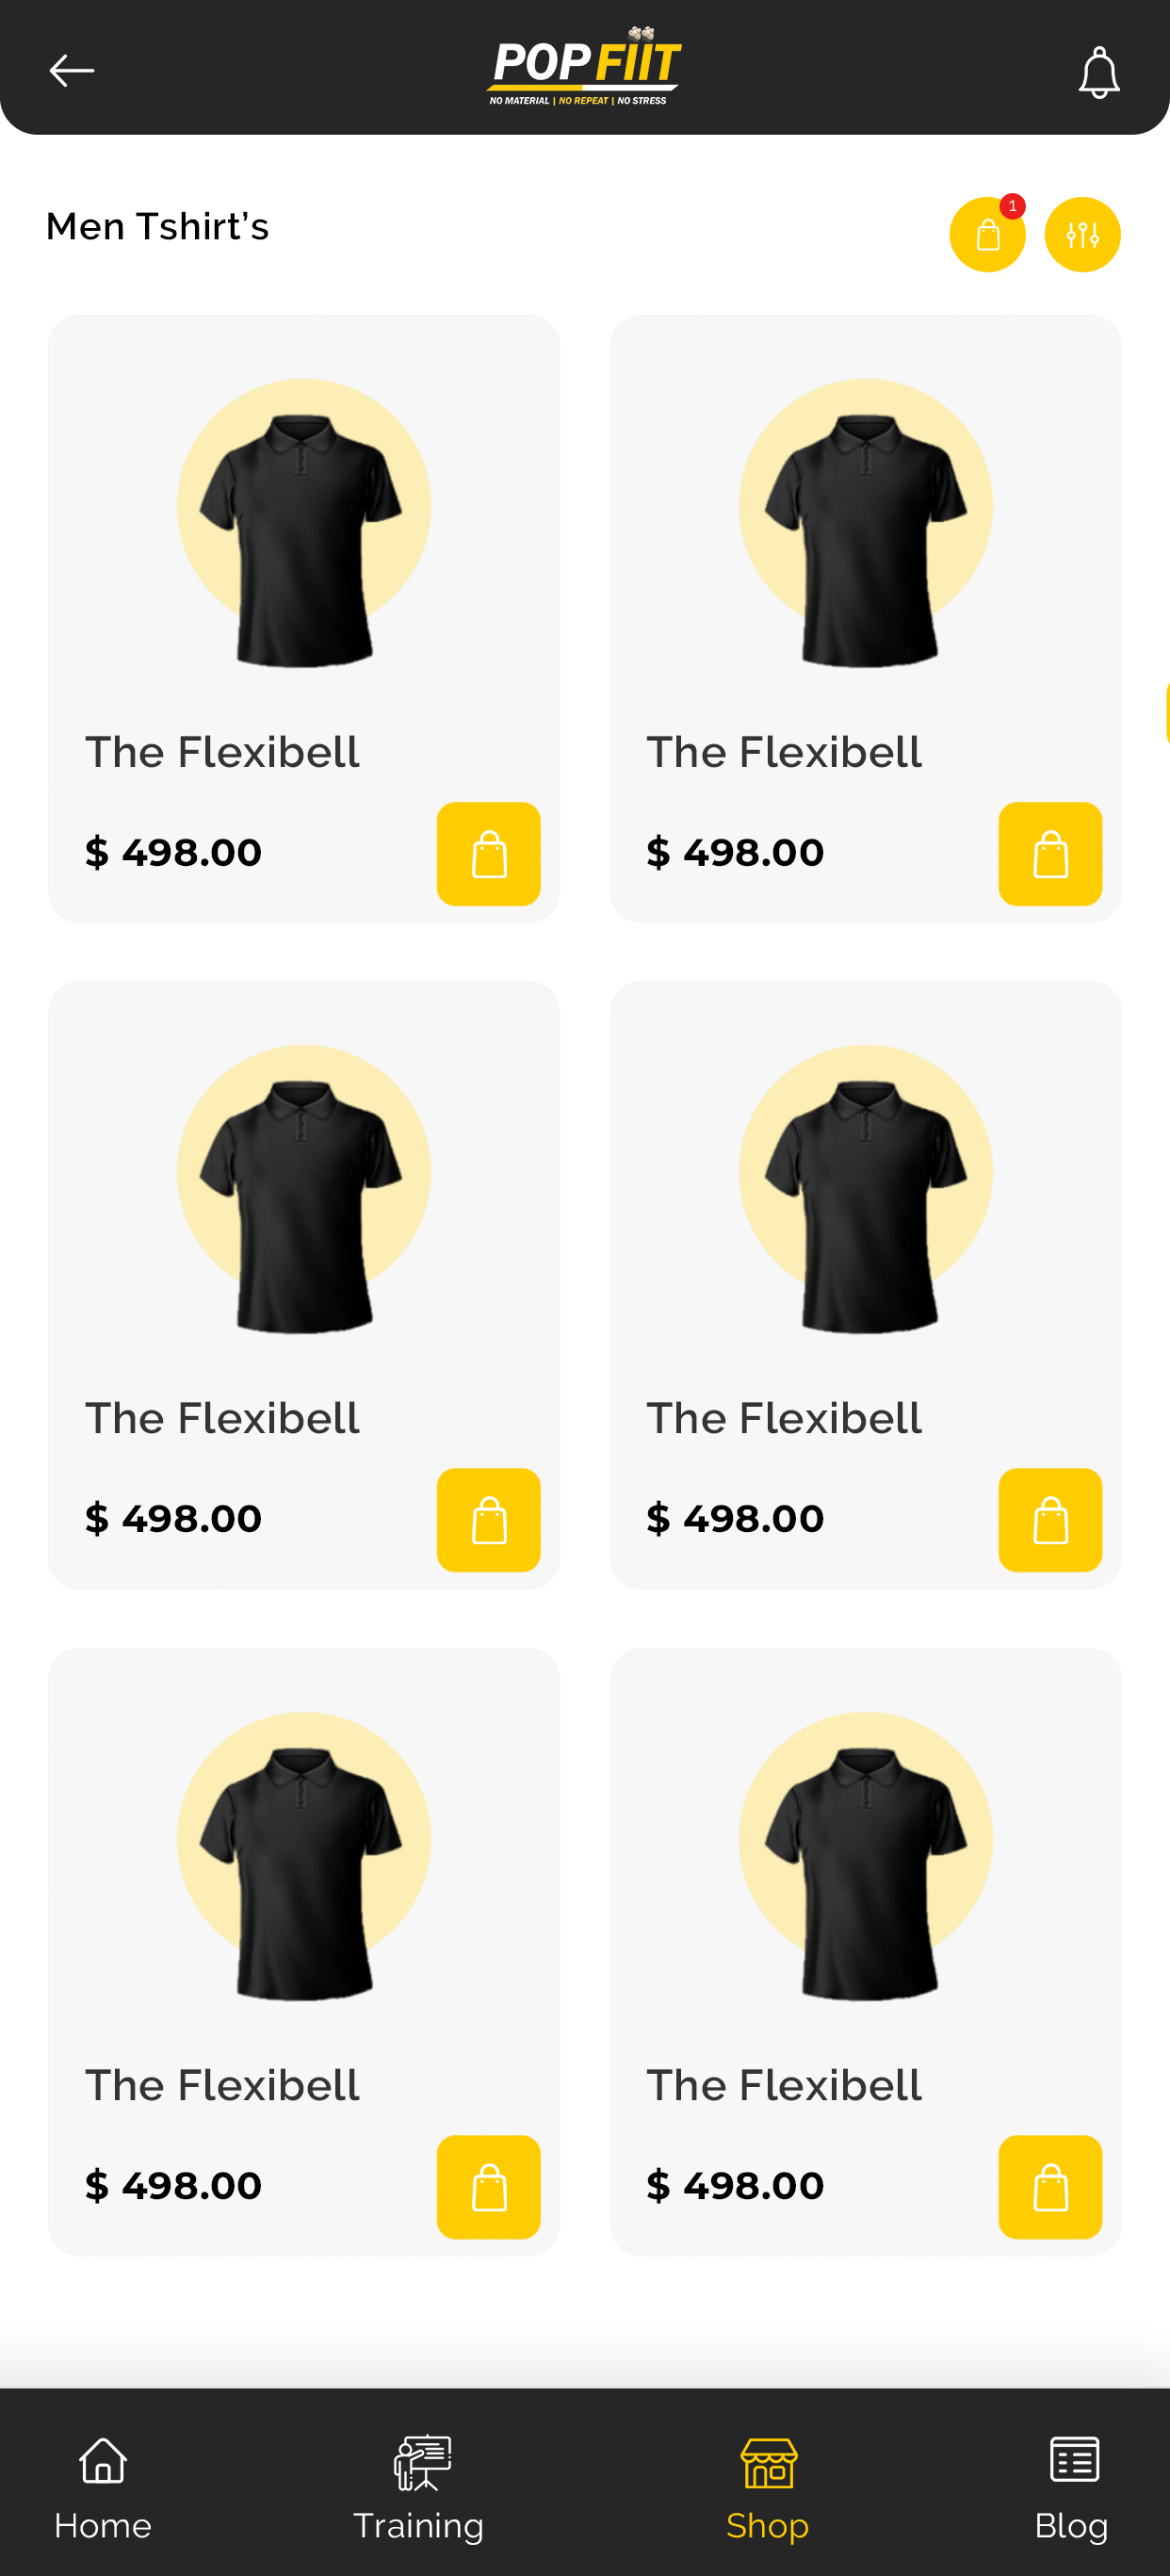 POP FIIT
NO MATERIAL | NO REPEAT | NO STRESS
Men Tshirt’s
1
The Flexibell
The Flexibell
$ 498.00
$ 498.00
The Flexibell
The Flexibell
$ 498.00
$ 498.00
The Flexibell
The Flexibell
$ 498.00
$ 498.00
Home
Training
Shop
Blog